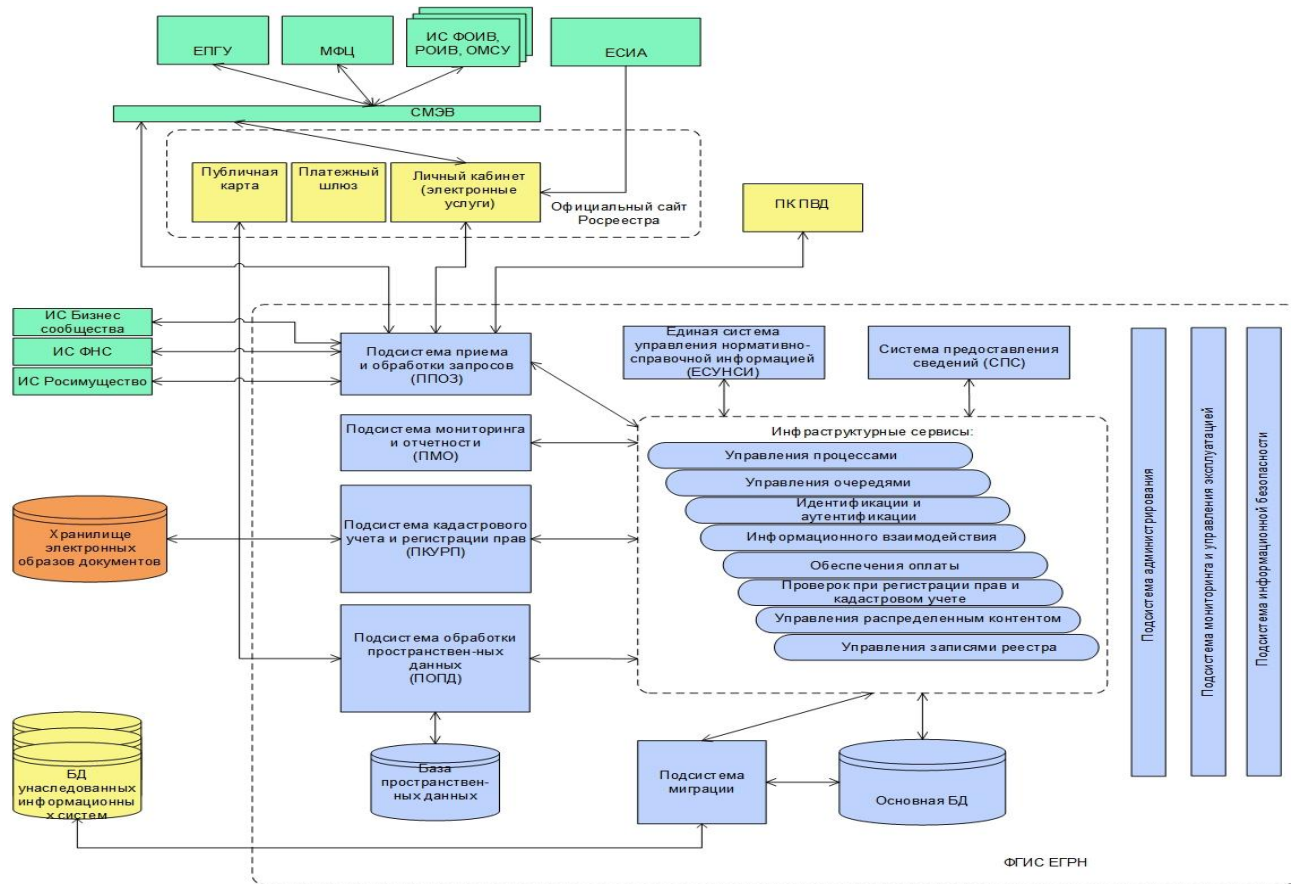 ЕПГУ
МФЦ
ИС ФОИВ,
РОИВ, ОМСУ
ЕСИА
СМЭВ
Публичная
карта
Платежный
шлюз
Личный кабинет
(электронные
услуги)
Официальный сайт
Росреестра
ПК ПВД
ИС Бизнес
сообщества
ИС ФНС
ИС Росимущество
Подсистема приема
и обработки запросов
(ППОЗ)
Единая система
управления нормативно-
справочной информацией
(ЕСУНСИ)
Система предоставления
сведений (СПС)
Подсистема мониторинга
и отчетности
(ПМО)
Инфраструктурные сервисы:
Управления процессами
Управления очередями
Идентификации и
аутентификации
Информационного взаимодействия
Обеспечения оплаты
Проверок при регистрации прав и
кадастровом учете
Управления распределенным контентом
Управления записями реестра
Подсистема администрирования
Подсистема мониторинга и управления эксплуатацией
Подсистема информационной безопасности
Хранилище
электронных
образов документов
Подсистема кадастрового
учета и регистрации прав
(ПКУРП)
Подсистема обработки
пространствен-ных
данных
(ПОПД)
БД
унаследованных
информационны
х систем
База
пространствен-
ных данных
Подсистема
миграции
Основная БД
ФГИС ЕГРН